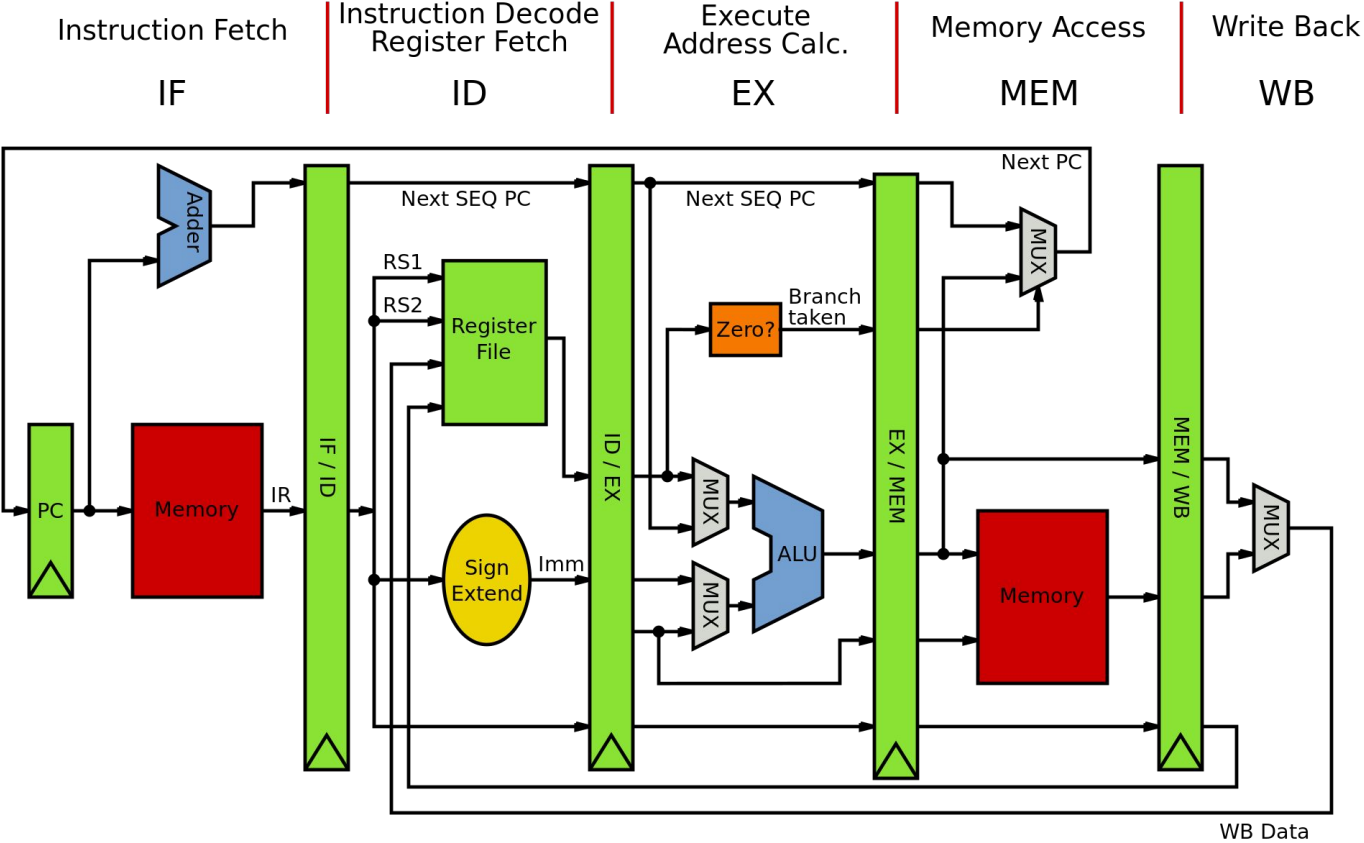 Instruction Fetch
IF
Instruction Decode
Register Fetch
ID
Execute
Address Calc.
EX
Memory Access
MEM
Write Back
WB
Next PC
Adder
Next SEQ PC
Next SEQ PC
MUX
RS1
RS2
Register
File
Zero?
Branch
taken
IF / ID
ID / EX
EX / MEM
MEM / WB
PC
Memory
IR
Sign
Extend
Imm
MUX
MUX
ALU
Memory
MUX
WB Data